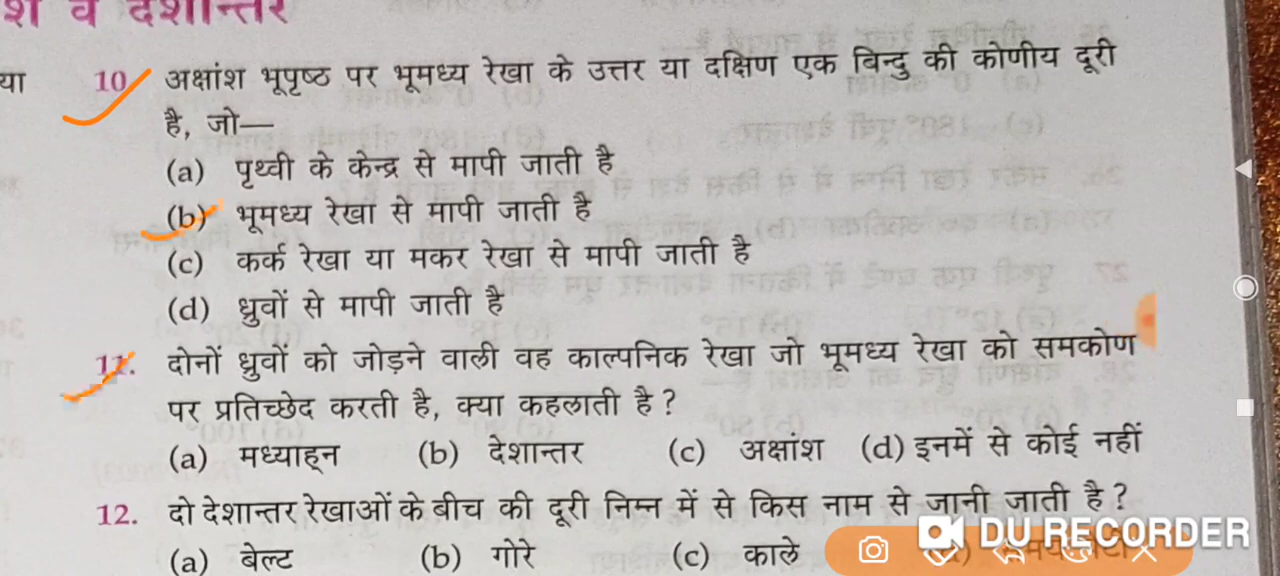 श व देशान्तर
या
10. अक्षांश भूपृष्ठ पर भूमध्य रेखा के उत्तर या दक्षिण एक बिन्दु की कोणीय दूरी
है, जो—
(a) पृथ्वी के केन्द्र से मापी जाती है
(b) भूमध्य रेखा से मापी जाती है
(c) कर्क रेखा या मकर रेखा से मापी जाती है
(d) ध्रुवों से मापी जाती है
11. दोनों ध्रुवों को जोड़ने वाली वह काल्पनिक रेखा जो भूमध्य रेखा को समकोण
पर प्रतिच्छेद करती है, क्या कहलाती है ?
(a) मध्याह्न (b) देशान्तर (c) अक्षांश (d) इनमें से कोई नहीं
12. दो देशान्तर रेखाओं के बीच की दूरी निम्न में से किस नाम से जानी जाती है ?
(a) बेल्ट (b) गोरे (c) काले
DU RECORDER